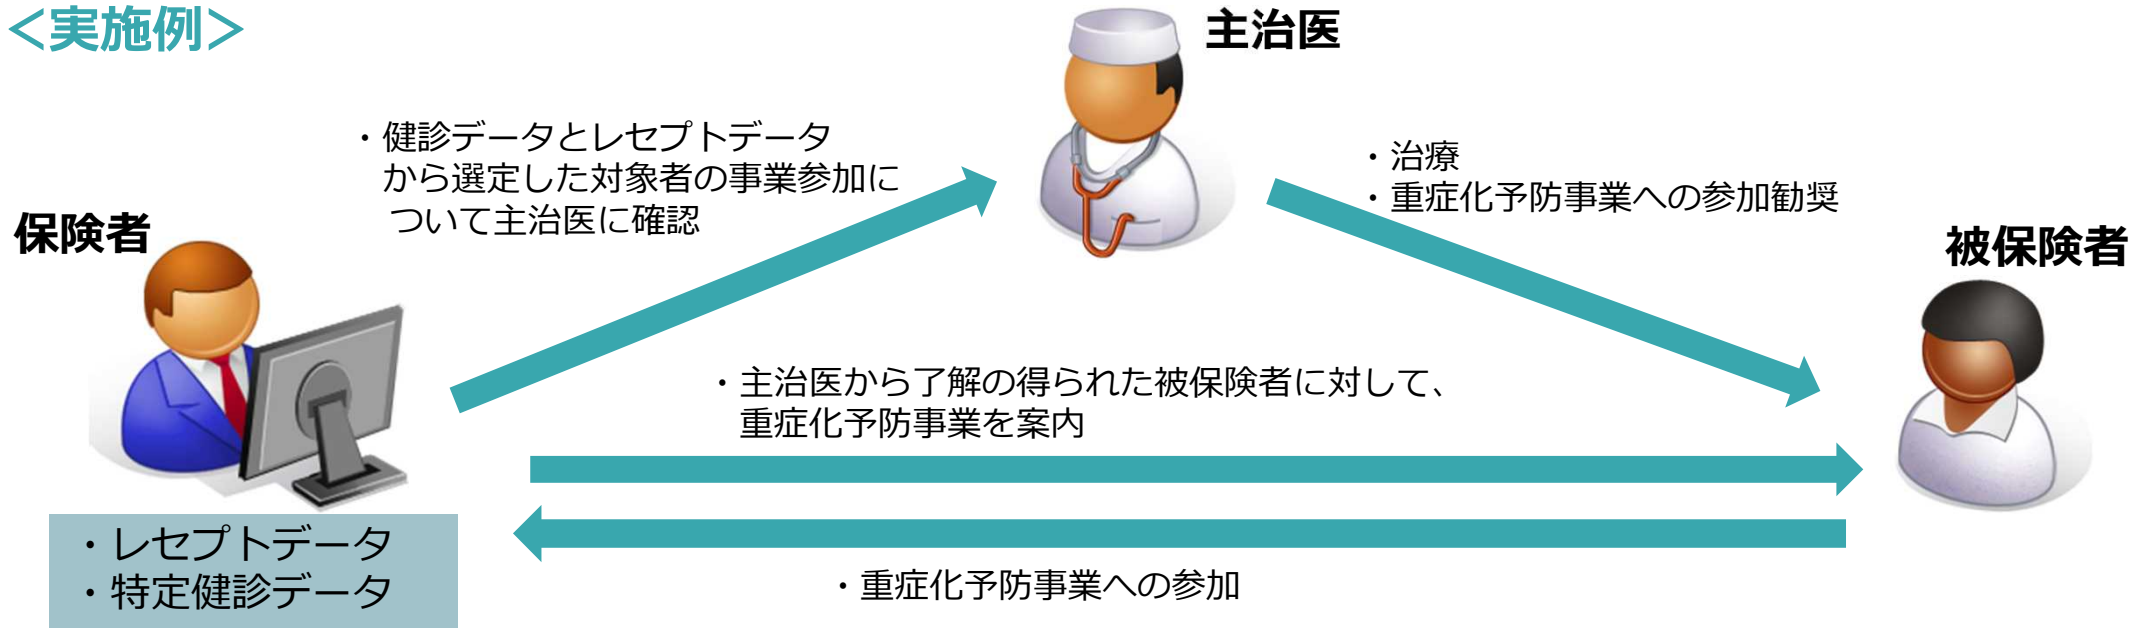 ＜実施例＞
主治医
・健診データとレセプトデータ
から選定した対象者の事業参加に
ついて主治医に確認
・治療
・重症化予防事業への参加勧奨
保険者
被保険者
・主治医から了解の得られた被保険者に対して、
重症化予防事業を案内
・レセプトデータ
・特定健診データ
・重症化予防事業への参加